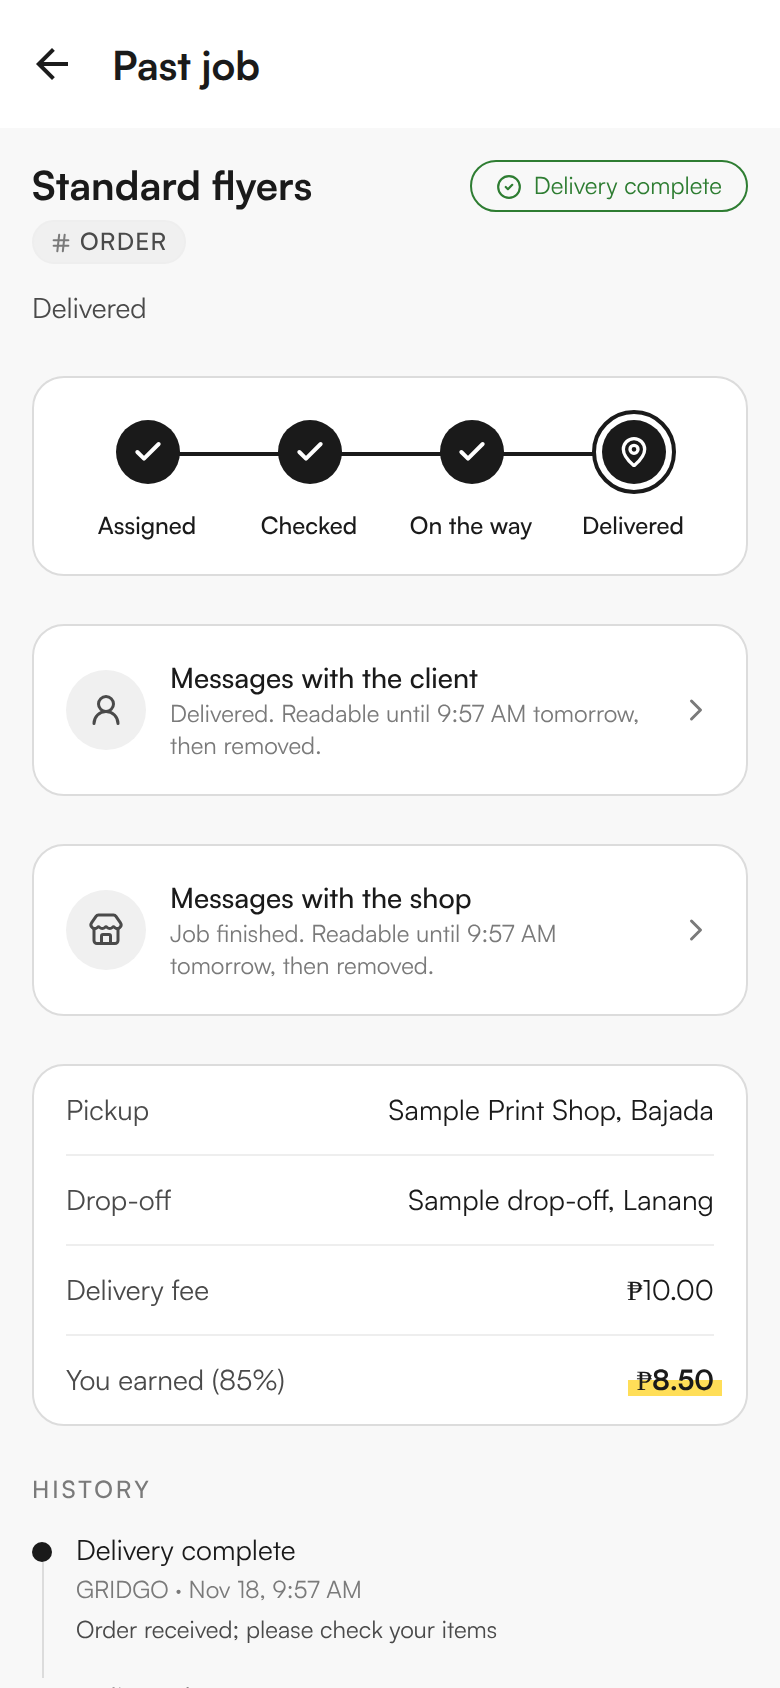 Past job
Standard flyers
Delivery complete
# ORDER
Delivered
Assigned
Checked
On the way
Delivered
Messages with the client
Delivered. Readable until 9:57 AM tomorrow,
then removed.
Messages with the shop
Job finished. Readable until 9:57 AM
tomorrow, then removed.
Pickup
Sample Print Shop, Bajada
Drop-off
Sample drop-off, Lanang
Delivery fee
₱10.00
You earned (85%)
₱8.50
HISTORY
Delivery complete
GRIDGO · Nov 18, 9:57 AM
Order received; please check your items